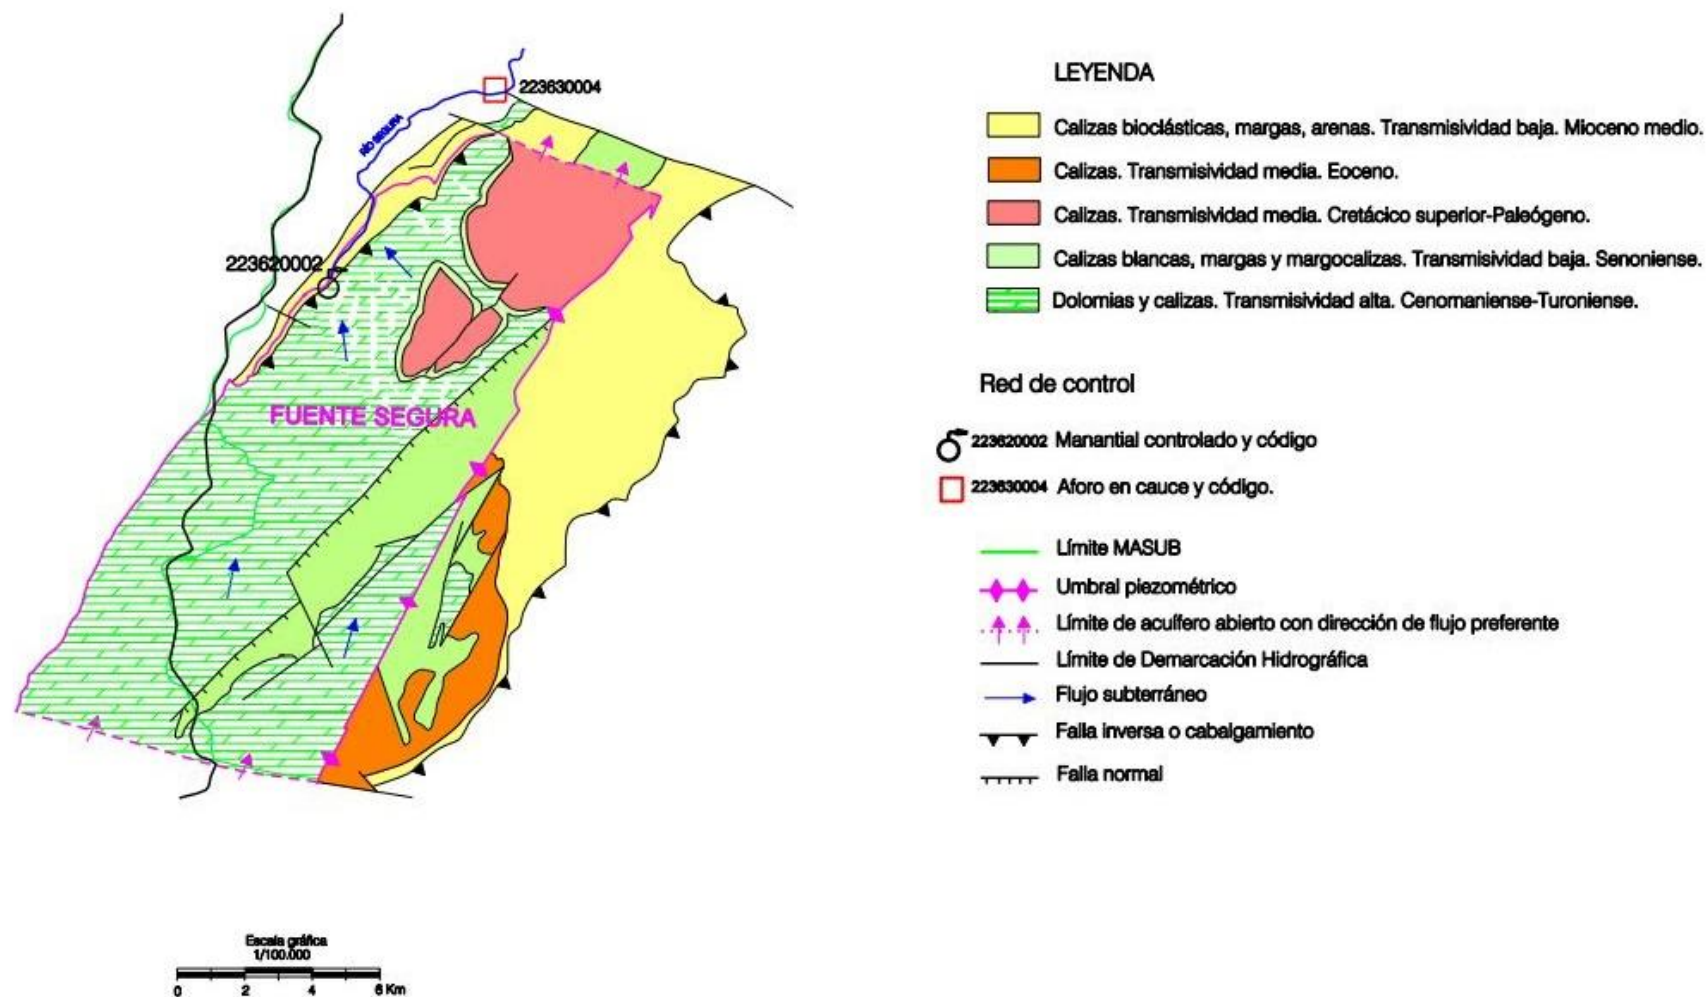 223630004
RÍO SEGURA
223620002
FUENTE SEGURA
LEYENDA
Calizas bioclásticas, margas, arenas. Transmisividad baja. Mioceno medio.
Calizas. Transmisividad media. Eoceno.
Calizas. Transmisividad media. Cretácico superior-Paleógeno.
Calizas blancas, margas y margocalizas. Transmisividad baja. Senoniense.
Dolomias y calizas. Transmisividad alta. Cenomaniense-Turoniense.
Red de control
223620002 Manantial controlado y código
223630004 Aforo en cauce y código.
Límite MASUB
Umbral piezométrico
Límite de acuífero abierto con dirección de flujo preferente
Límite de Demarcación Hidrográfica
Flujo subterráneo
Falla inversa o cabalgamiento
Falla normal
Escala gráfica
1/100.000
0 2 4 6 Km